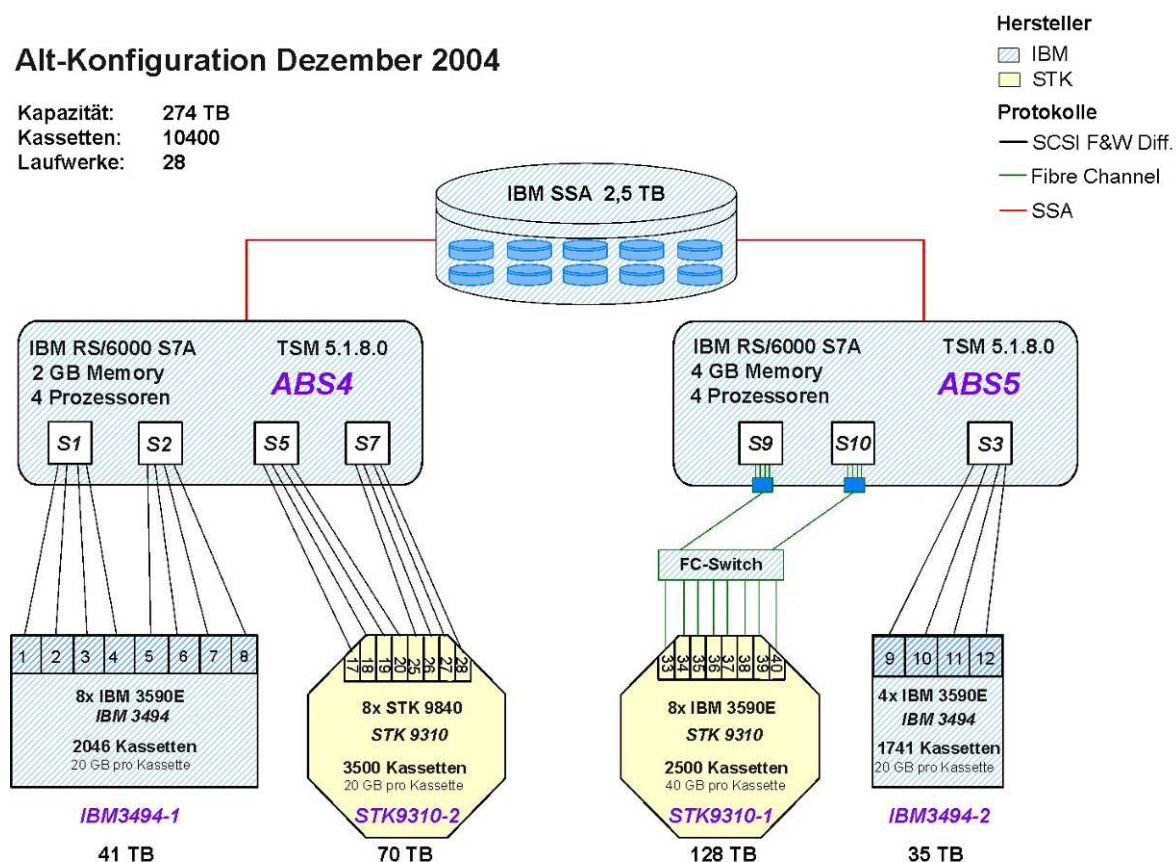 Alt-Konfiguration Dezember 2004
Kapazität: 274 TB
Kassetten: 10400
Laufwerke: 28
Hersteller
IBM
STK
Protokolle
SCSI F&W Diff.
Fibre Channel
SSA
IBM SSA 2,5 TB
IBM RS/6000 S7A TSM 5.1.8.0
2 GB Memory
4 Prozessoren
ABS4
S1 S2 S5 S7
IBM RS/6000 S7A TSM 5.1.8.0
4 GB Memory
4 Prozessoren
ABS5
S9 S10 S3
FC-Switch
1 2 3 4 5 6 7 8
8x IBM 3590E
IBM 3494
2046 Kassetten
20 GB pro Kassette
IBM3494-1
41 TB
17 18 19 20 25 26 27 28
8x STK 9840
STK 9310
3500 Kassetten
20 GB pro Kassette
STK9310-2
70 TB
33 34 35 36 37 38 39 40
8x IBM 3590E
STK 9310
2500 Kassetten
40 GB pro Kassette
STK9310-1
128 TB
9 10 11 12
4x IBM 3590E
IBM 3494
1741 Kassetten
20 GB pro Kassette
IBM3494-2
35 TB